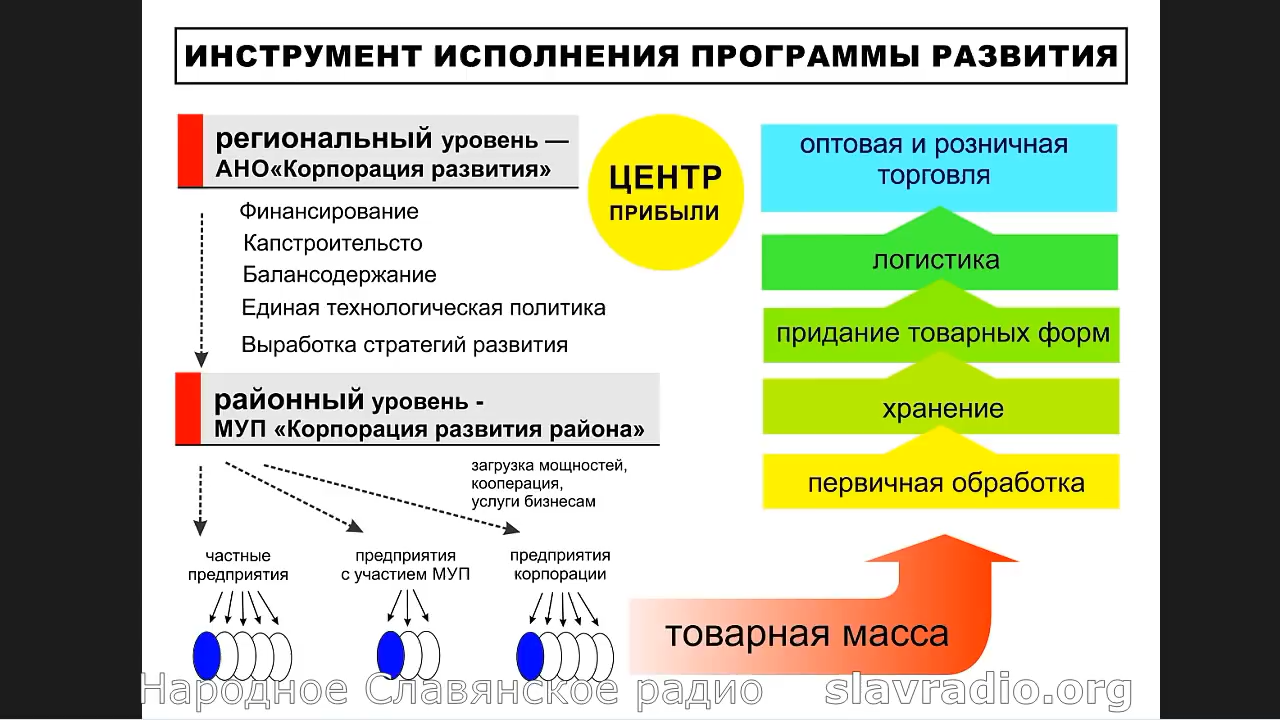 ИНСТРУМЕНТ ИСПОЛНЕНИЯ ПРОГРАММЫ РАЗВИТИЯ
региональный уровень —
АНО«Корпорация развития»
Финансирование
Капстроительсто
Балансодержание
Единая технологическая политика
Выработка стратегий развития
районный уровень -
МУП «Корпорация развития района»
загрузка мощностей,
кооперация,
услуги бизнесам
частные
предприятия
предприятия
с участием МУП
предприятия
корпорации
ЦЕНТР
ПРИБЫЛИ
оптовая и розничная
торговля
логистика
придание товарных форм
хранение
первичная обработка
товарная масса
Народное Славянское радио slavradio.org